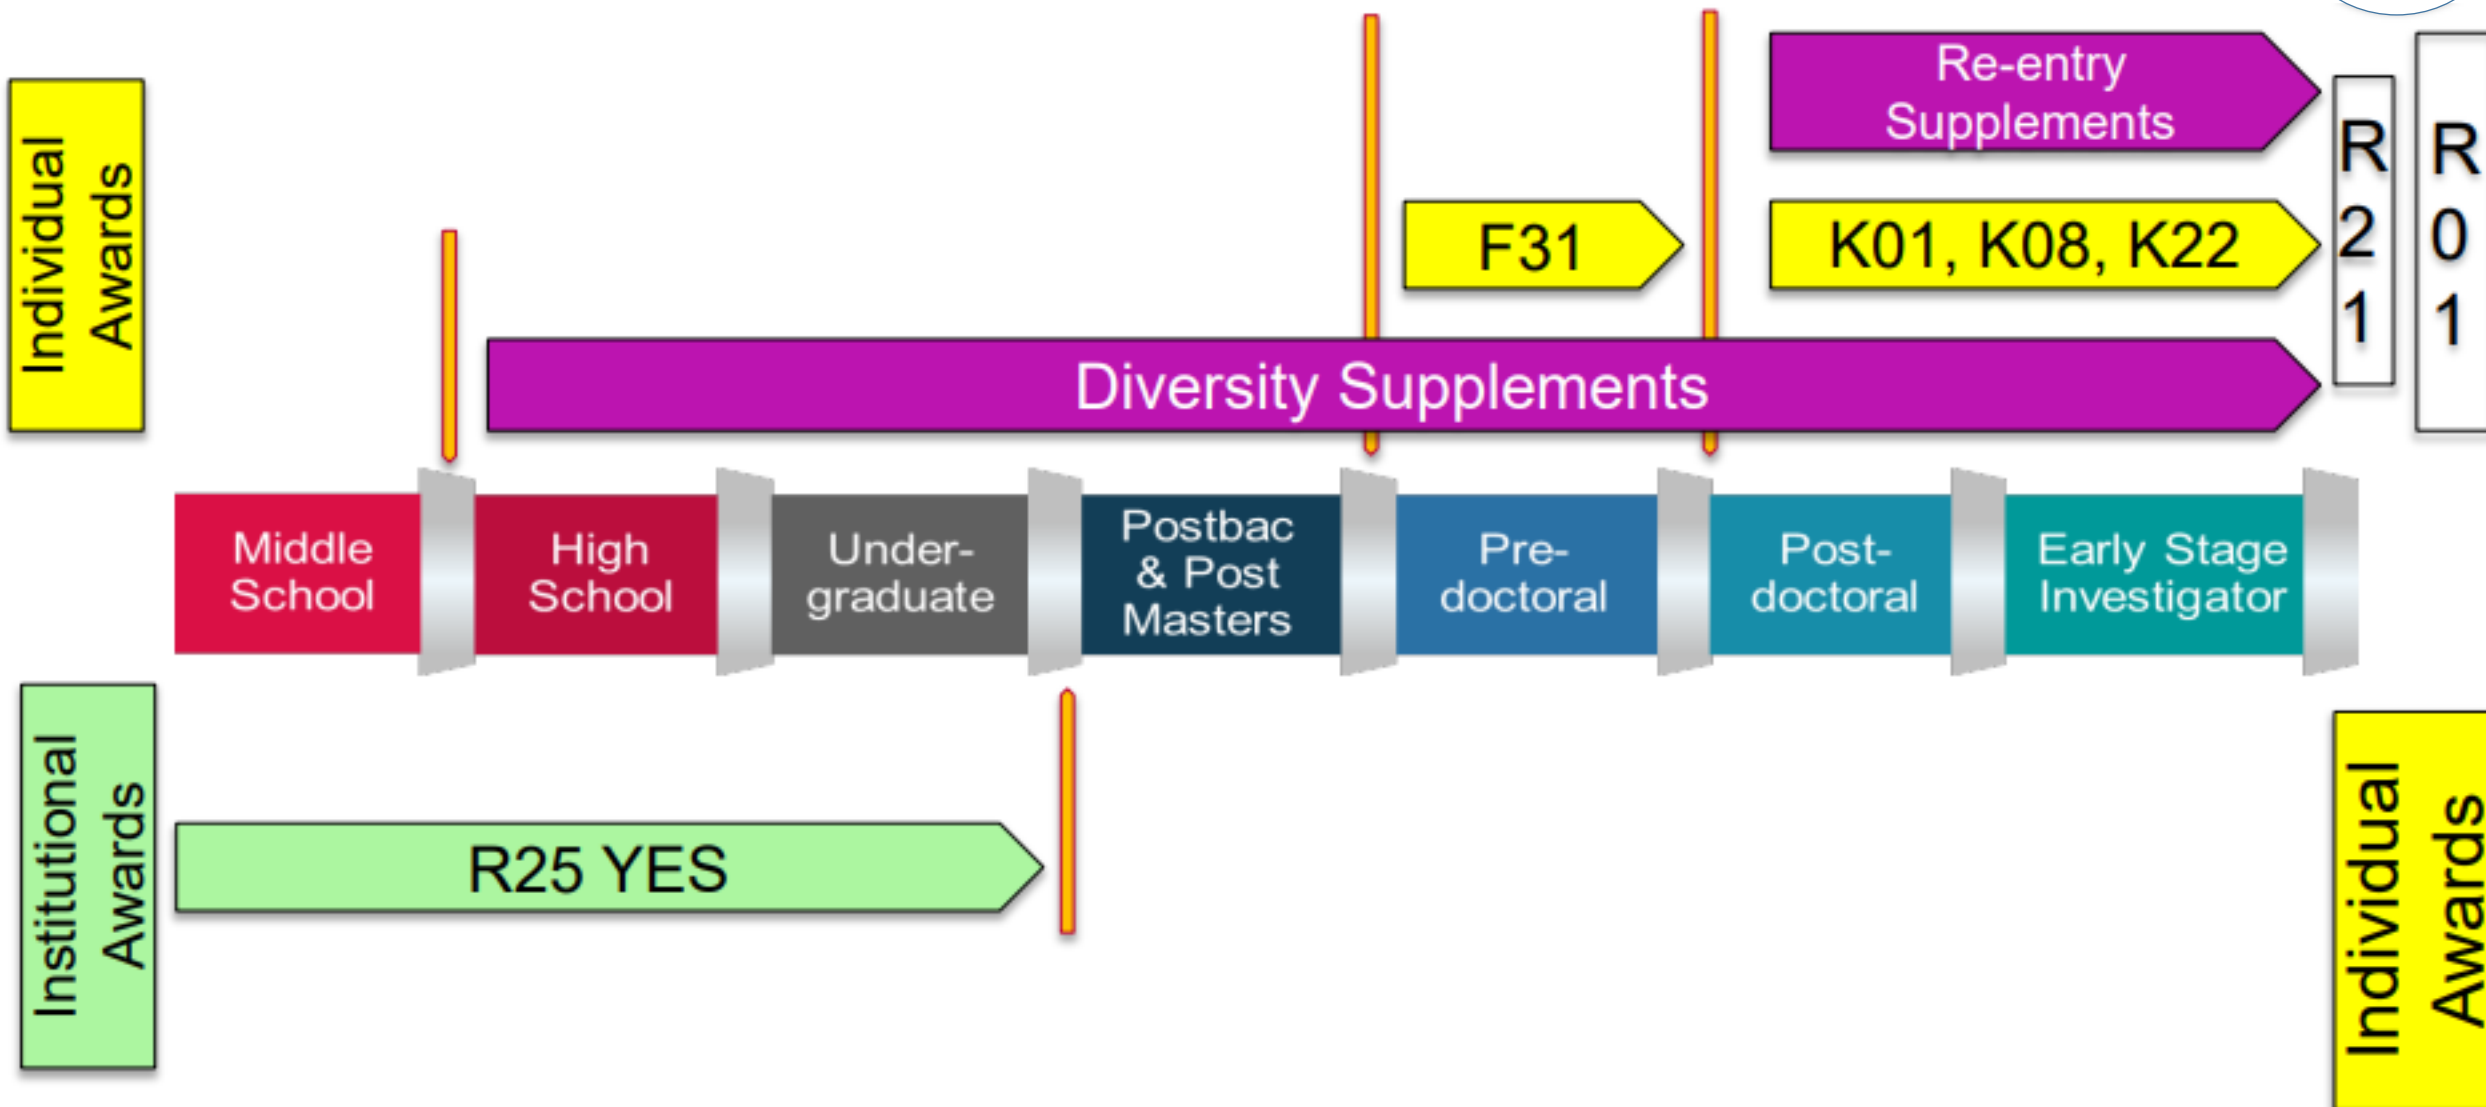 Individual
Awards
Re-entry
Supplements
F31
K01, K08, K22
Diversity Supplements
R
2
1
R
0
1
Middle
School
High
School
Under-
graduate
Postbac
& Post
Masters
Pre-
doctoral
Post-
doctoral
Early Stage
Investigator
Institutional
Awards
R25 YES
Individual
Awards